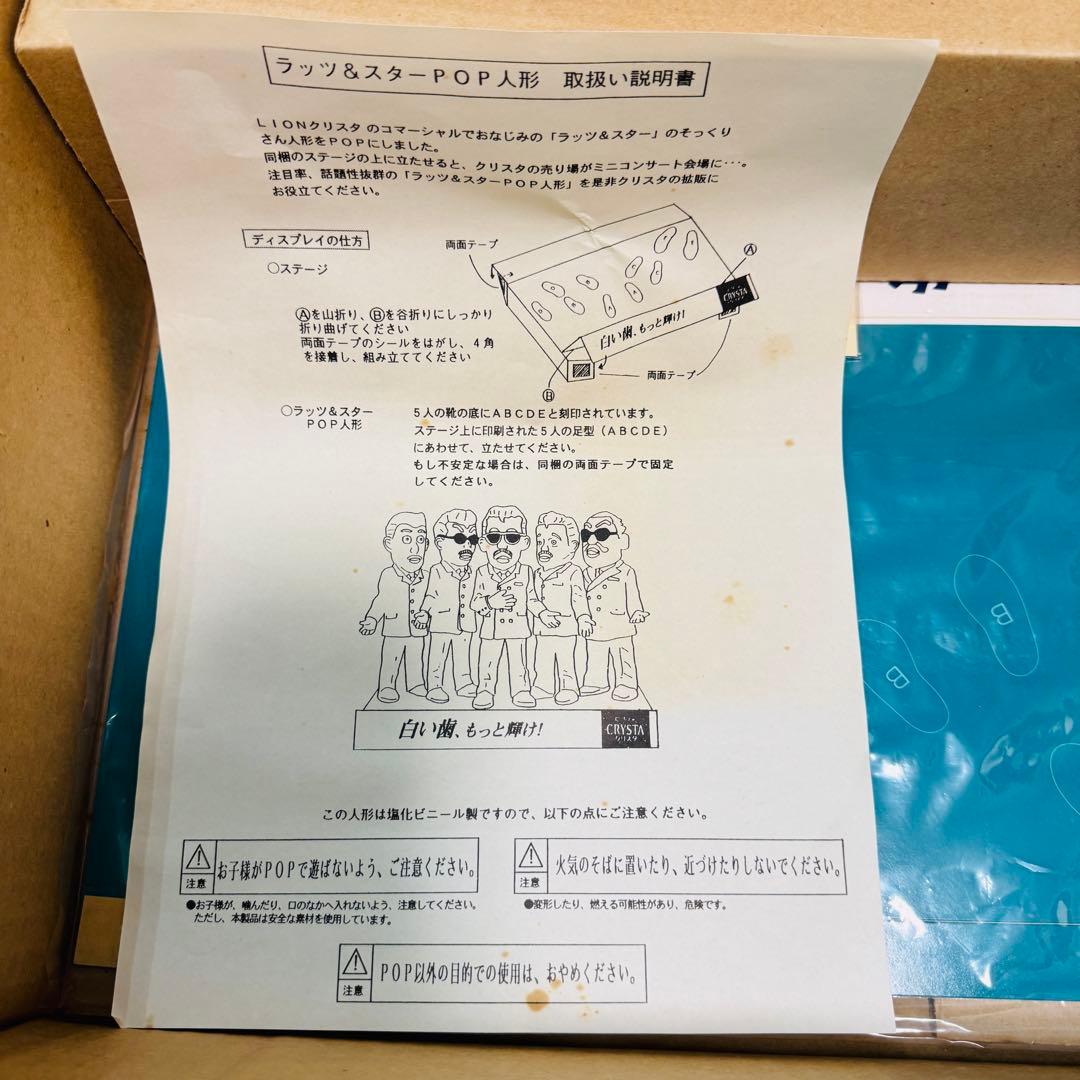 ラッツ＆スターPOP人形　取扱い説明書
LIONクリスタ のコマーシャルでおなじみの「ラッツ＆スター」のそっくり
さん人形をPOPにしました。
同梱のステージの上に立たせると、クリスタの売り場がミニコンサート会場に・・・。
注目率、話題性抜群の「ラッツ＆スターPOP人形」を是非クリスタの拡販に
お役立てください。
ディスプレイの仕方
○ステージ
両面テープ
Ⓐ
CRYSTA
白い歯、もっと輝け!
両面テープ
Ⓑ
Ⓐを山折り、Ⓑを谷折りにしっかり
折り曲げてください
両面テープのシールをはがし、4角
を接着し、組み立ててください
○ラッツ＆スター
POP人形
5人の靴の底にABCDEと刻印されています。
ステージ上に印刷された5人の足型（ABCDE）
にあわせて、立たせてください。
もし不安定な場合は、同梱の両面テープで固定
してください。
白い歯、もっと輝け!
CRYSTA
クリスタ
この人形は塩化ビニール製ですので、以下の点にご注意ください。
注意
お子様がPOPで遊ばないよう、ご注意ください。
●お子様が、噛んだり、口のなかへ入れないよう、注意してください。
ただし、本製品は安全な素材を使用しています。
注意
火気のそばに置いたり、近づけたりしないでください。
●変形したり、燃える可能性があり、危険です。
注意
POP以外の目的での使用は、おやめください。
B
B